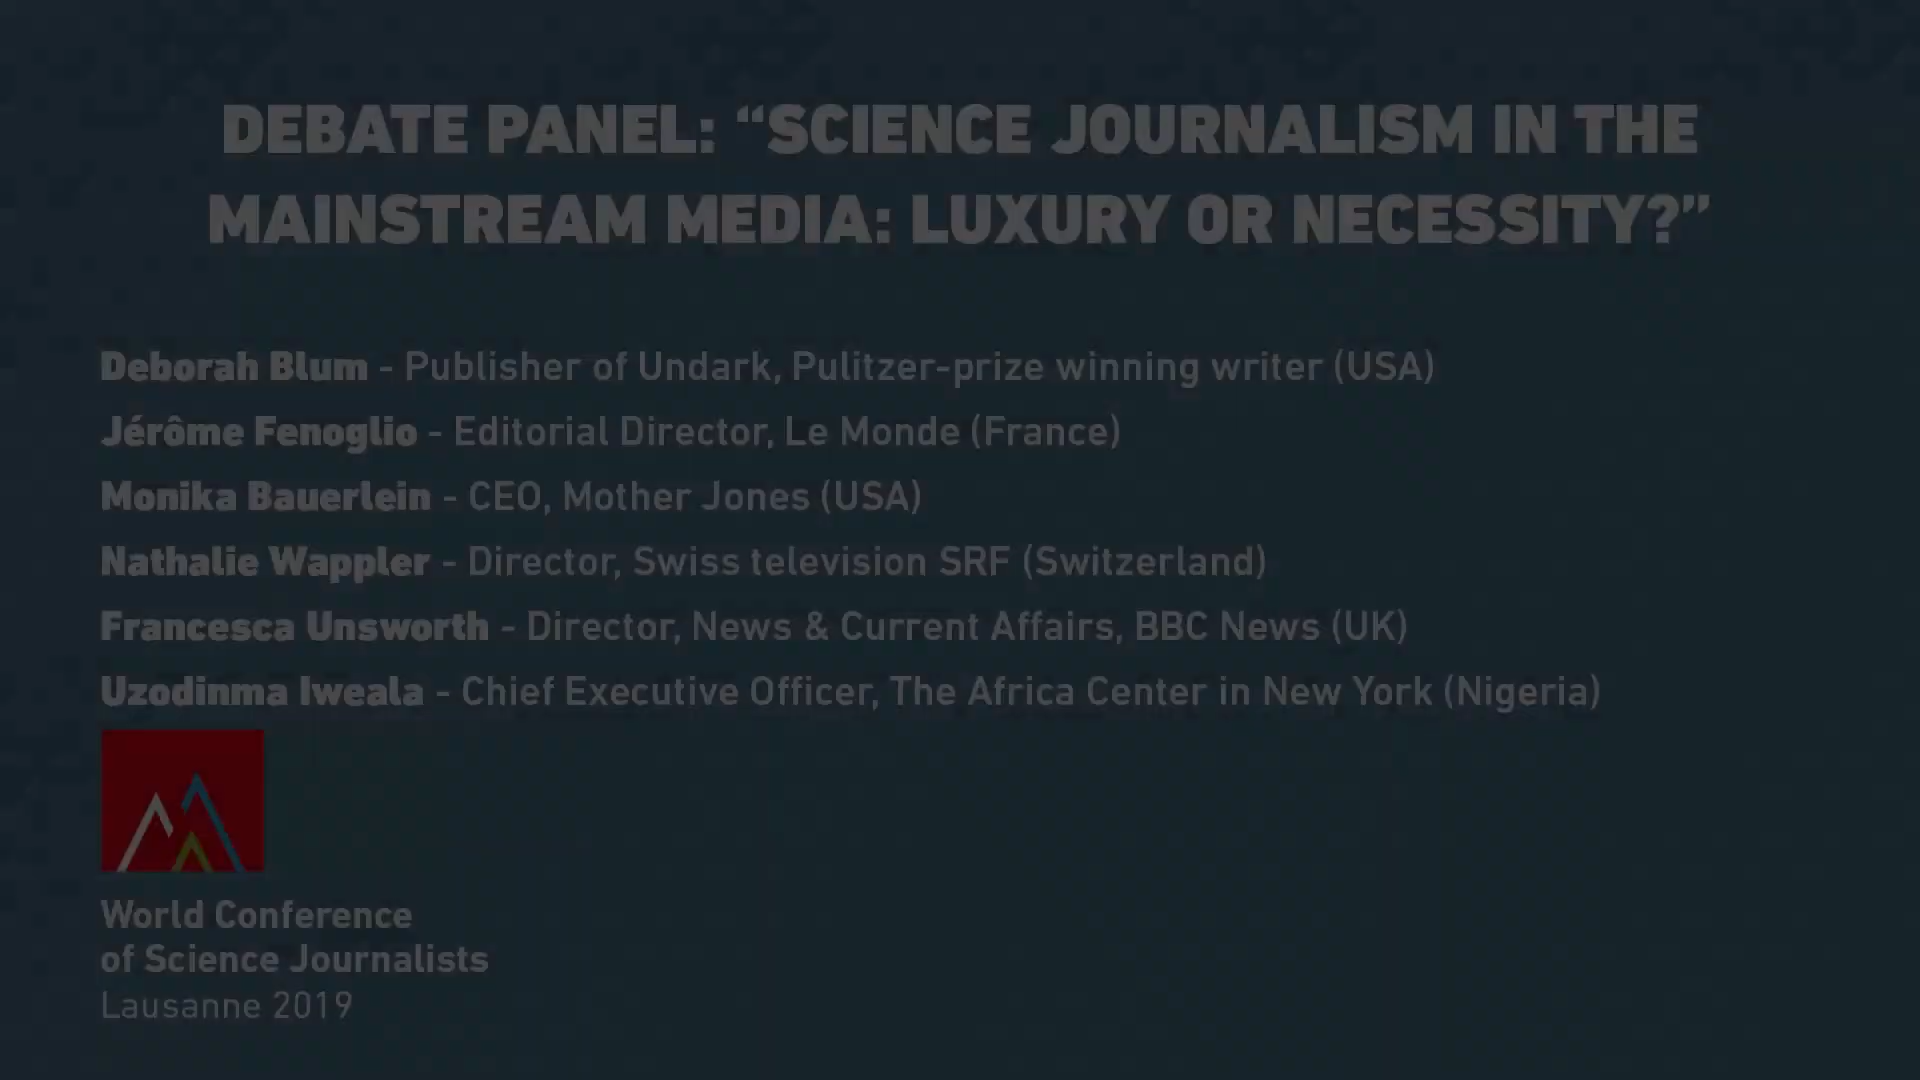 DEBATE PANEL: “SCIENCE JOURNALISM IN THE
MAINSTREAM MEDIA: LUXURY OR NECESSITY?”
Deborah Blum - Publisher of Undark, Pulitzer-prize winning writer (USA)
Jérôme Fenoglio - Editorial Director, Le Monde (France)
Monika Bauerlein - CEO, Mother Jones (USA)
Nathalie Wappler - Director, Swiss television SRF (Switzerland)
Francesca Unsworth - Director, News & Current Affairs, BBC News (UK)
Uzodinma Iweala - Chief Executive Officer, The Africa Center in New York (Nigeria)
World Conference
of Science Journalists
Lausanne 2019